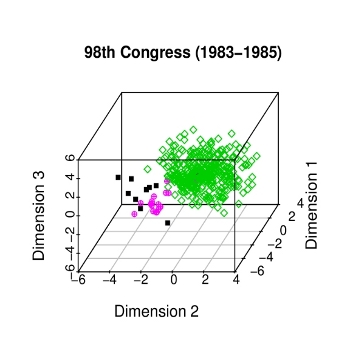 98th Congress (1983−1985)
Dimension 3
−6 −4 −2 0 2 4 6
−6 −4 −2 0 2 4
Dimension 2
−6 −4 −2 0 2 4
Dimension 1